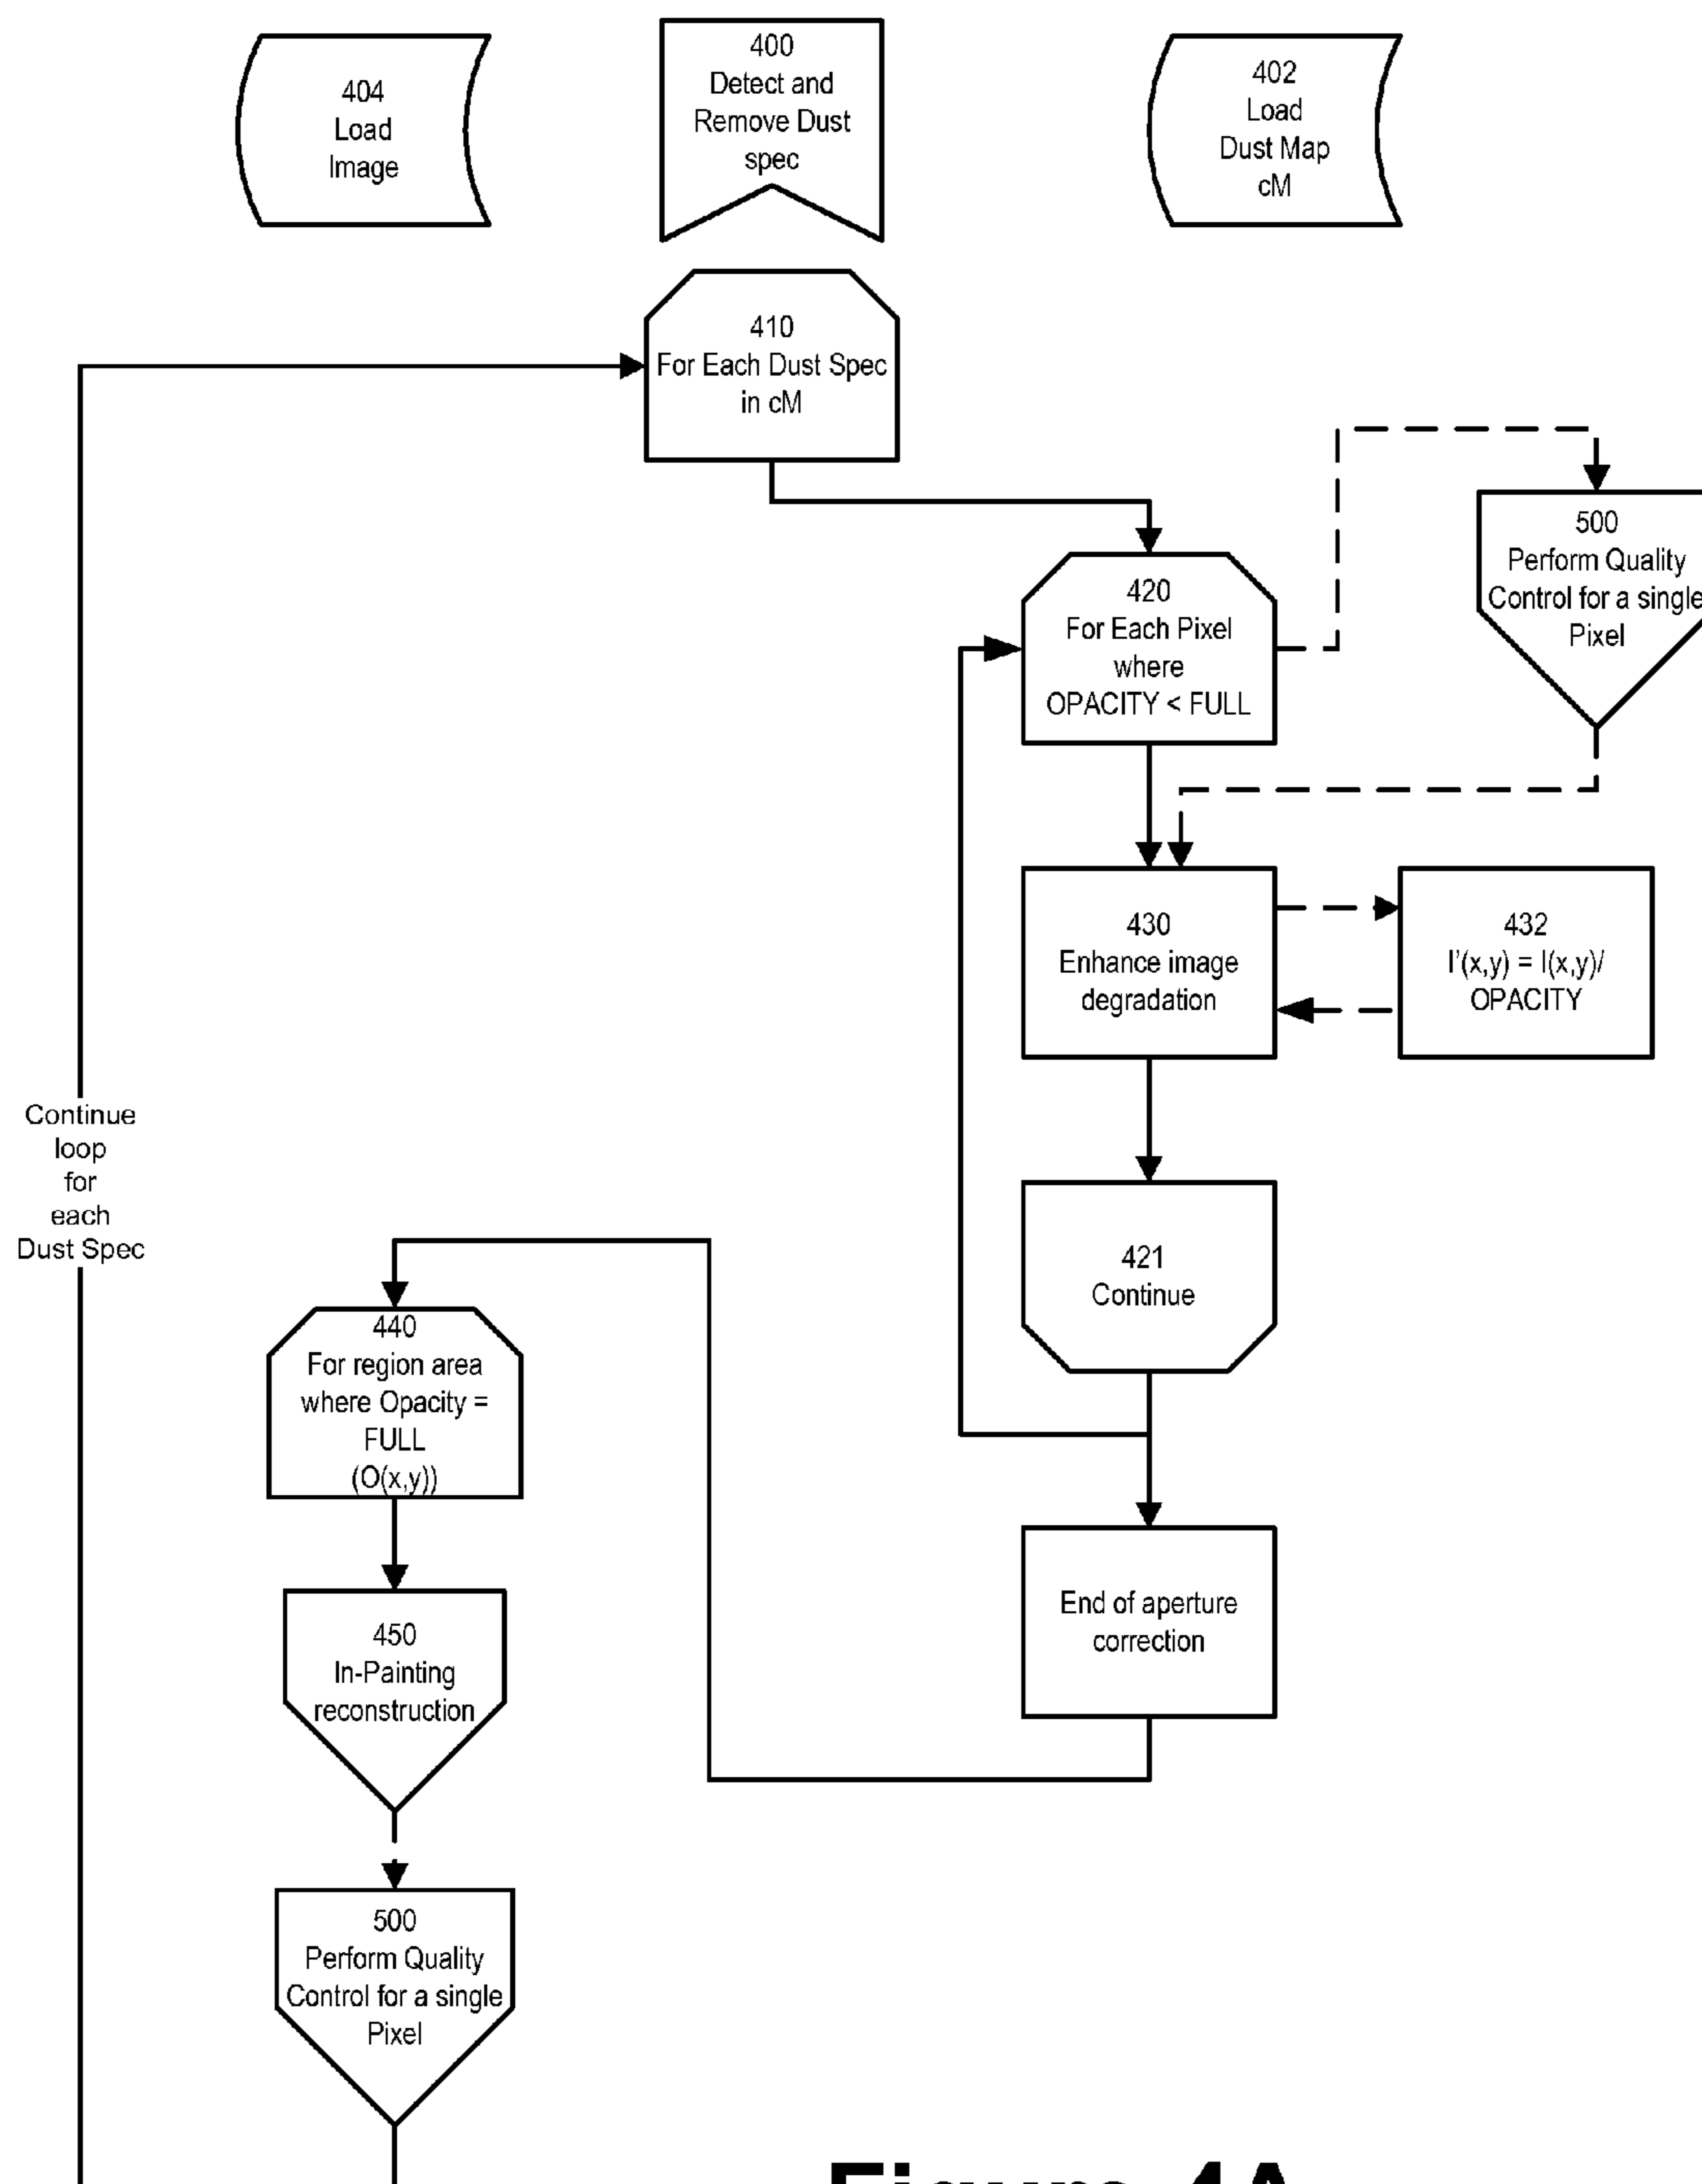 404
Load
Image
400
Detect and
Remove Dust
spec
402
Load
Dust Map
cM
410
For Each Dust Spec
in cM
500
Perform Quality
Control for a single
Pixel
420
For Each Pixel
where
OPACITY < FULL
430
Enhance image
degradation
432
I'(x,y) = I(x,y)/
OPACITY
Continue
loop
for
each
Dust Spec
421
Continue
440
For region area
where Opacity =
FULL
(O(x,y))
End of aperture
correction
450
In-Painting
reconstruction
500
Perform Quality
Control for a single
Pixel
Figure 4A